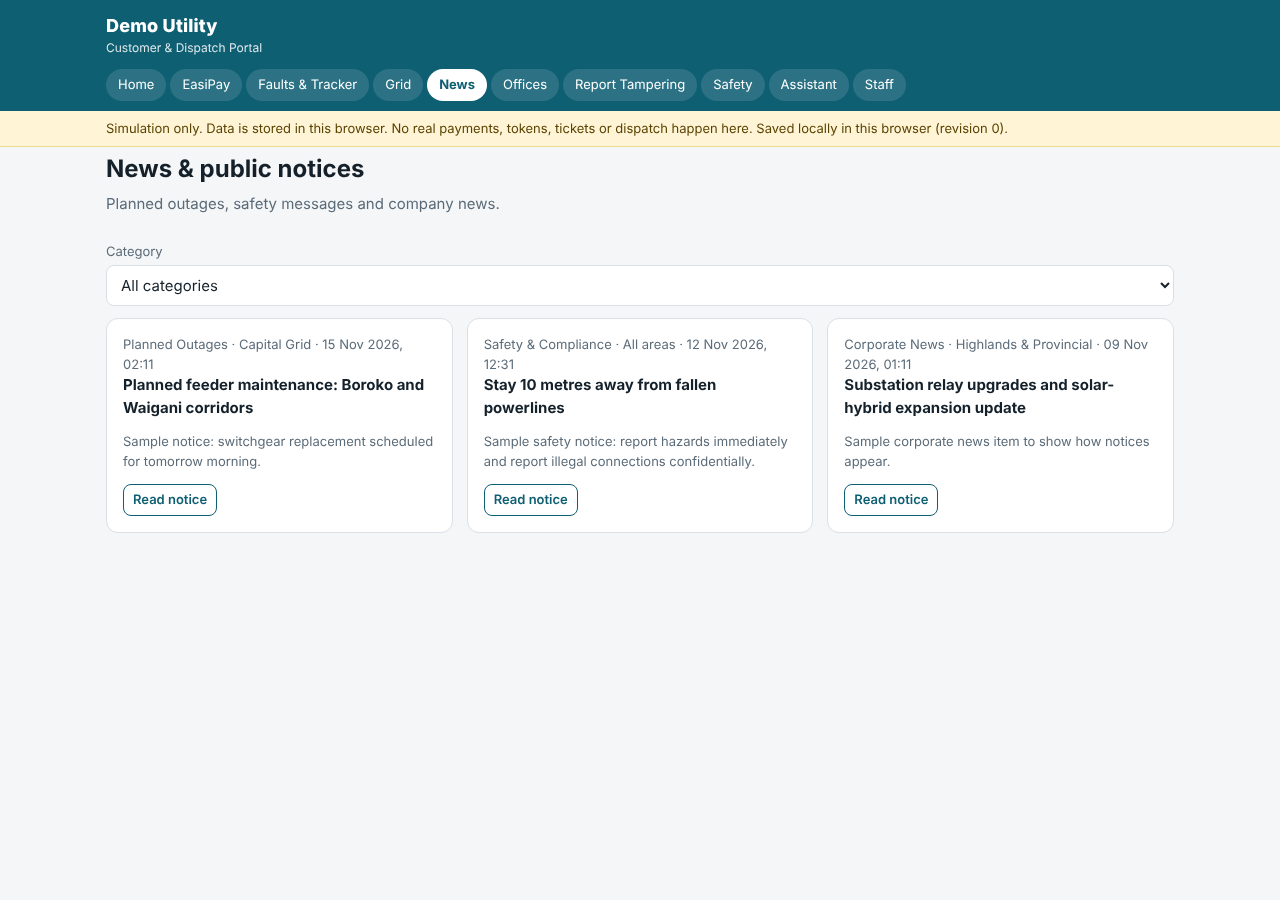 Demo Utility
Customer & Dispatch Portal
Home EasiPay Faults & Tracker Grid News Offices Report Tampering Safety Assistant Staff
Simulation only. Data is stored in this browser. No real payments, tokens, tickets or dispatch happen here. Saved locally in this browser (revision 0).
News & public notices
Planned outages, safety messages and company news.
Category
All categories
Planned Outages · Capital Grid · 15 Nov 2026,
02:11
Planned feeder maintenance: Boroko and
Waigani corridors
Sample notice: switchgear replacement scheduled
for tomorrow morning.
Read notice
Safety & Compliance · All areas · 12 Nov 2026,
12:31
Stay 10 metres away from fallen
powerlines
Sample safety notice: report hazards immediately
and report illegal connections confidentially.
Read notice
Corporate News · Highlands & Provincial · 09 Nov
2026, 01:11
Substation relay upgrades and solar-
hybrid expansion update
Sample corporate news item to show how notices
appear.
Read notice